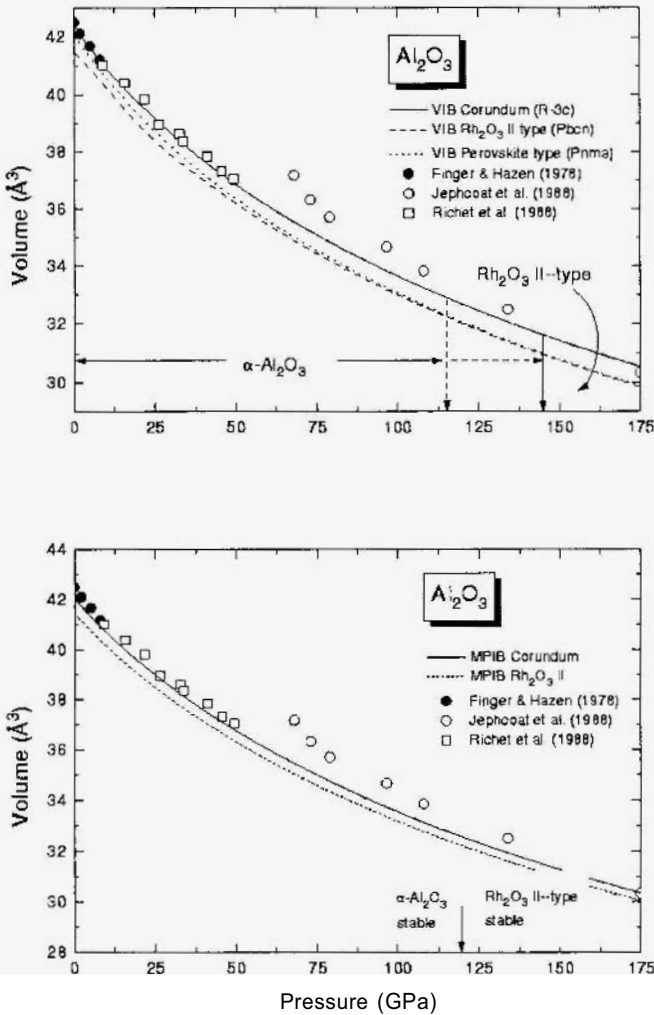 Al₂O₃
VIB Corundum (R-3c)
VIB Rh₂O₃ II type (Pbcn)
VIB Perovskite type (Pnma)
Finger & Hazen (1978)
Jephcoat et al. (1988)
Richet et al (1988)
Volume (Å³)
42
40
38
36
34
32
30
Rh₂O₃ II--type
α-Al₂O₃
0 25 50 75 100 125 150 175
Al₂O₃
MPIB Corundum
MPIB Rh₂O₃ II
Finger & Hazen (1978)
Jephcoat et al. (1988)
Richet et al (1988)
Volume (Å³)
44
42
40
38
36
34
32
30
28
α-Al₂O₃ Rh₂O₃ II--type
stable stable
0 25 50 75 100 125 150 175
Pressure (GPa)